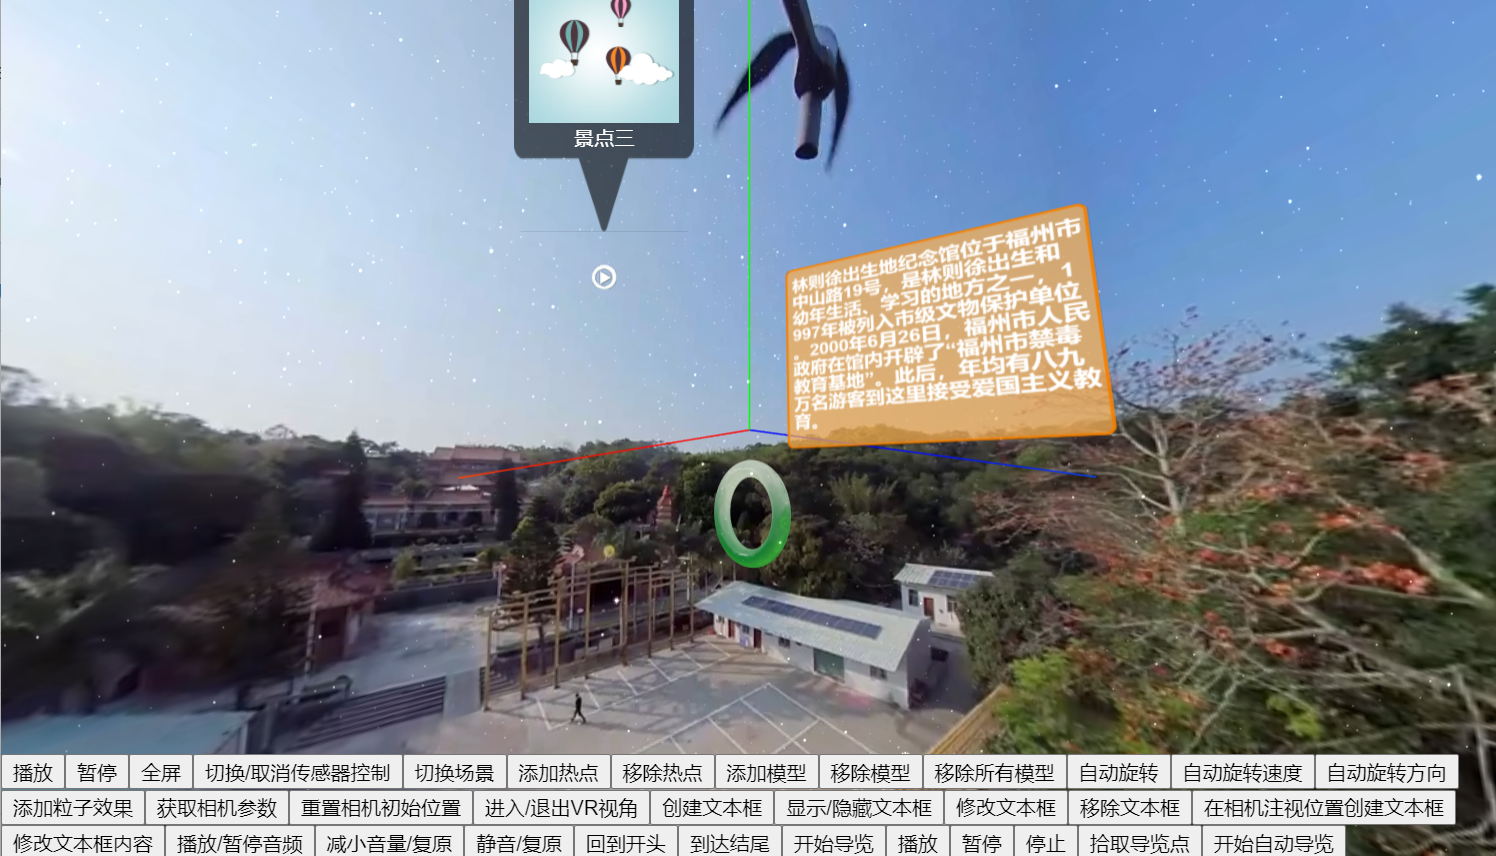 景点三
林则徐出生地纪念馆位于福州市
中山路19号，是林则徐出生和
幼年生活、学习的地方之一，1
997年被列入市级文物保护单位
。2000年6月26日，福州市人民
政府在馆内开辟了“福州市禁毒
教育基地”。此后，年均有八九
万名游客到这里接受爱国主义教
育。
播放 暂停 全屏 切换/取消传感器控制 切换场景 添加热点 移除热点 添加模型 移除模型 移除所有模型 自动旋转 自动旋转速度 自动旋转方向
添加粒子效果 获取相机参数 重置相机初始位置 进入/退出VR视角 创建文本框 显示/隐藏文本框 修改文本框 移除文本框 在相机注视位置创建文本框
修改文本框内容 播放/暂停音频 减小音量/复原 静音/复原 回到开头 到达结尾 开始导览 播放 暂停 停止 拾取导览点 开始自动导览